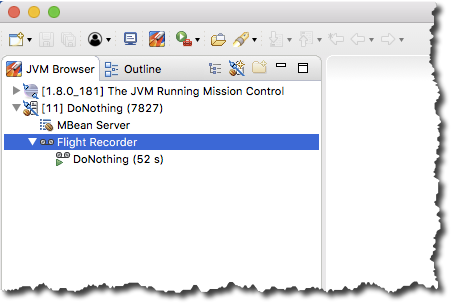 JVM Browser Outline
[1.8.0_181] The JVM Running Mission Control
[11] DoNothing (7827)
MBean Server
Flight Recorder
DoNothing (52 s)